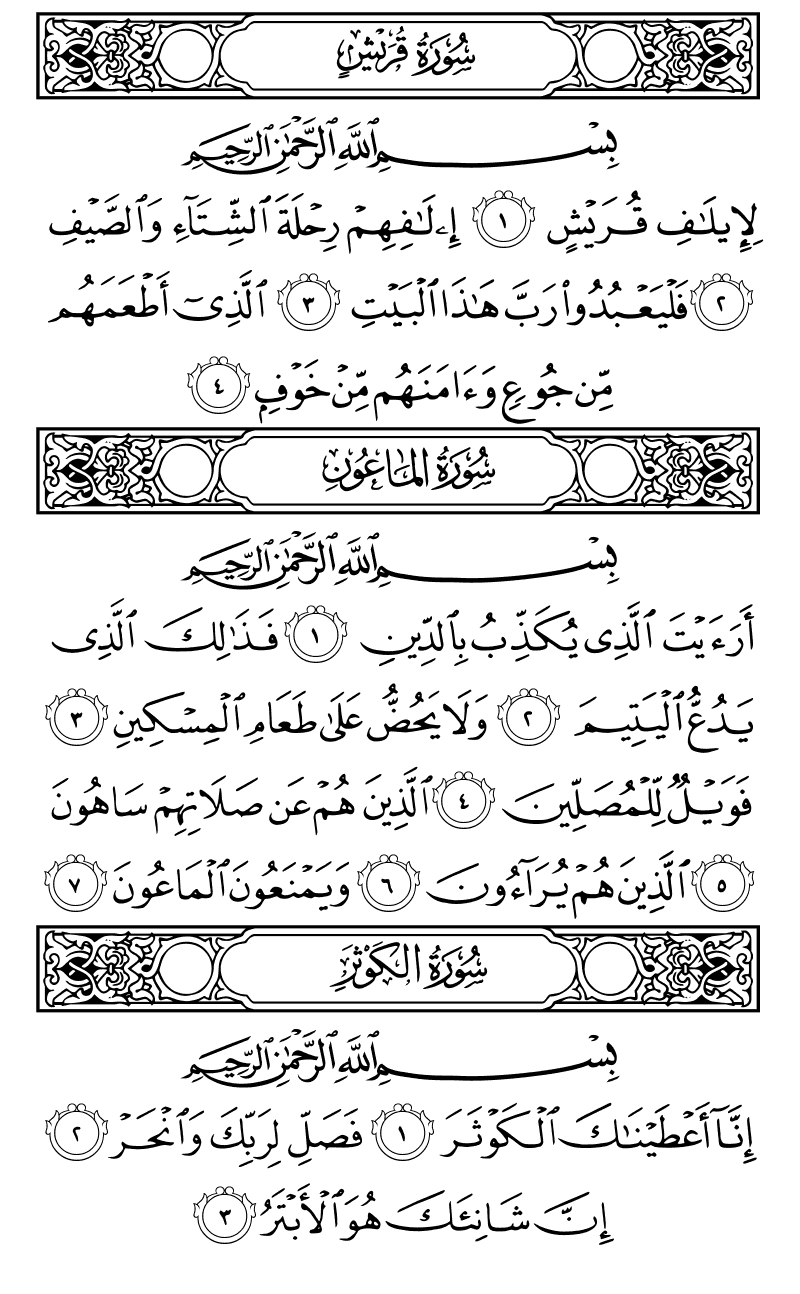 سُورَةُ قُرَيْشٍ
بِسْمِ ٱللَّهِ ٱلرَّحْمَٰنِ ٱلرَّحِيمِ
لِإِيلَٰفِ قُرَيْشٍ ١ إِۦلَٰفِهِمْ رِحْلَةَ ٱلشِّتَآءِ وَٱلصَّيْفِ
٢ فَلْيَعْبُدُوا۟ رَبَّ هَٰذَا ٱلْبَيْتِ ٣ ٱلَّذِىٓ أَطْعَمَهُم
مِّن جُوعٍ وَءَامَنَهُم مِّنْ خَوْفٍۭ ٤
سُورَةُ المَاعُونِ
بِسْمِ ٱللَّهِ ٱلرَّحْمَٰنِ ٱلرَّحِيمِ
أَرَءَيْتَ ٱلَّذِى يُكَذِّبُ بِٱلدِّينِ ١ فَذَٰلِكَ ٱلَّذِى
يَدُعُّ ٱلْيَتِيمَ ٢ وَلَا يَحُضُّ عَلَىٰ طَعَامِ ٱلْمِسْكِينِ ٣
فَوَيْلٌ لِّلْمُصَلِّينَ ٤ ٱلَّذِينَ هُمْ عَن صَلَاتِهِمْ سَاهُونَ
٥ ٱلَّذِينَ هُمْ يُرَآءُونَ ٦ وَيَمْنَعُونَ ٱلْمَاعُونَ ٧
سُورَةُ الكَوْثَرِ
بِسْمِ ٱللَّهِ ٱلرَّحْمَٰنِ ٱلرَّحِيمِ
إِنَّآ أَعْطَيْنَٰكَ ٱلْكَوْثَرَ ١ فَصَلِّ لِرَبِّكَ وَٱنْحَرْ ٢
إِنَّ شَانِئَكَ هُوَ ٱلْأَبْتَرُ ٣